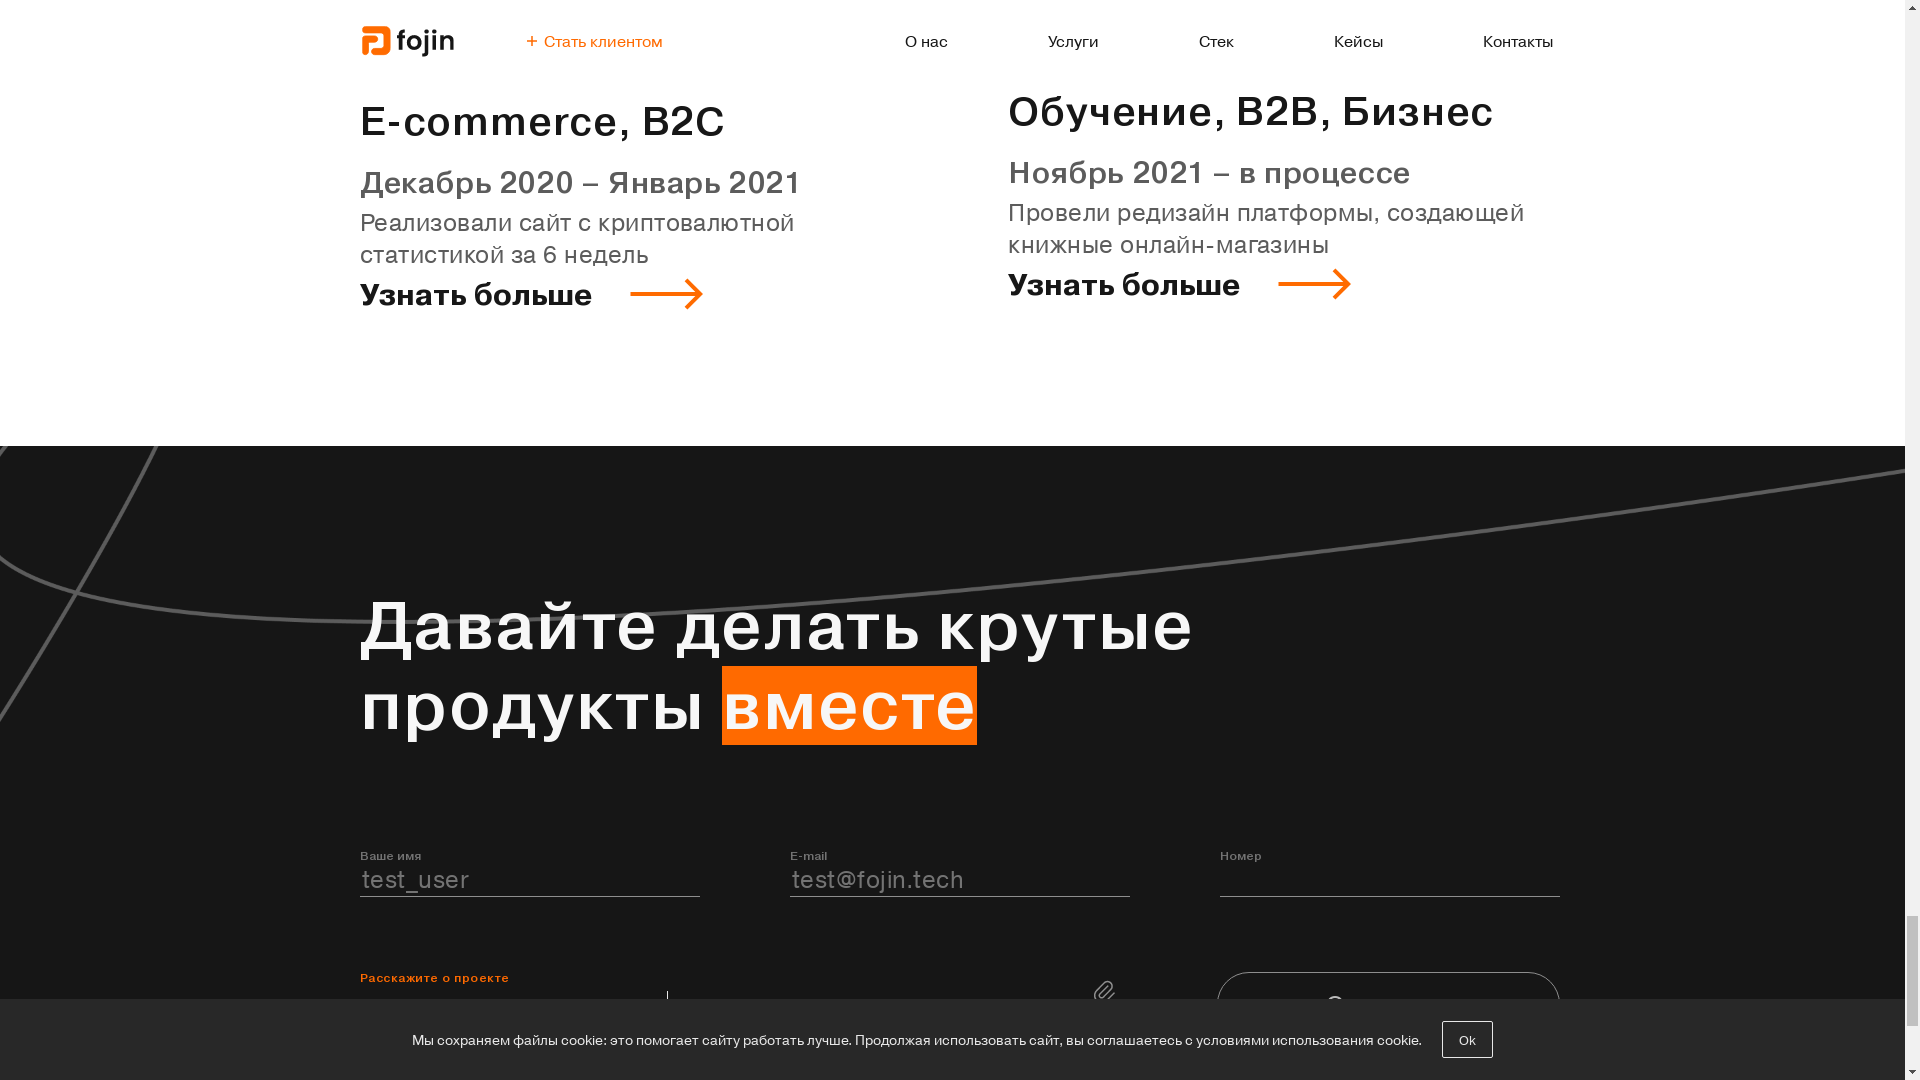 fojin
+ Стать клиентом
О нас
Услуги
Стек
Кейсы
Контакты
E-commerce, B2C
Декабрь 2020 – Январь 2021
Реализовали сайт с криптовалютной
статистикой за 6 недель
Узнать больше
Обучение, B2B, Бизнес
Ноябрь 2021 – в процессе
Провели редизайн платформы, создающей
книжные онлайн-магазины
Узнать больше
Давайте делать крутые
продукты вместе
Ваше имя
test_user
E-mail
test@fojin.tech
Номер
Расскажите о проекте
Мы сохраняем файлы cookie: это помогает сайту работать лучше. Продолжая использовать сайт, вы соглашаетесь с условиями использования cookie.
Ok